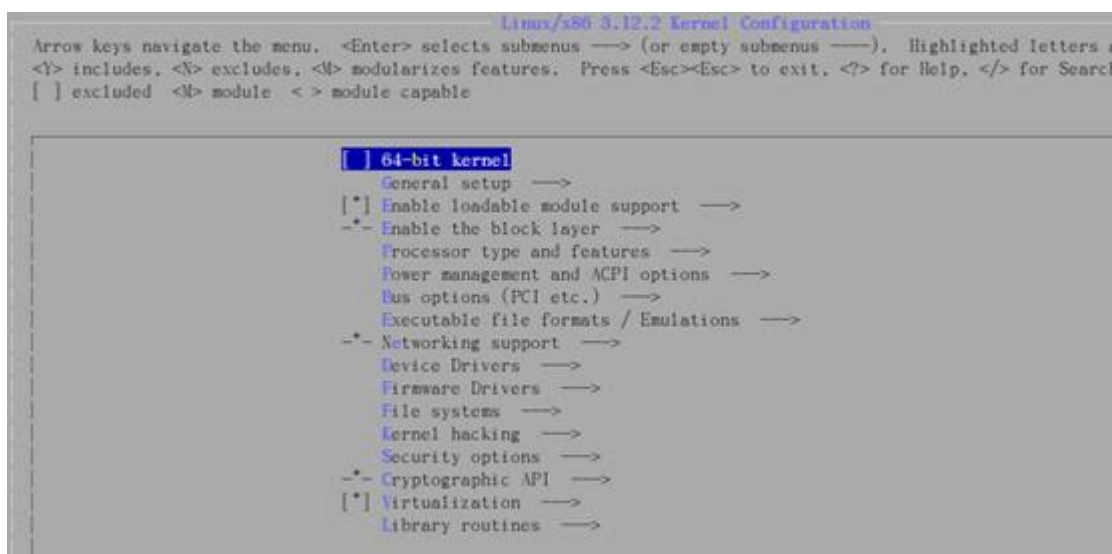 Linux/x86 3.12.2 Kernel Configuration
Arrow keys navigate the menu.  <Enter> selects submenus ---> (or empty submenus ----).  Highlighted letters a
<Y> includes, <N> excludes, <M> modularizes features.  Press <Esc><Esc> to exit, <?> for Help, </> for Search
[ ] excluded  <M> module  < > module capable
[ ] 64-bit kernel
General setup  --->
[*] Enable loadable module support  --->
-*- Enable the block layer  --->
Processor type and features  --->
Power management and ACPI options  --->
Bus options (PCI etc.)  --->
Executable file formats / Emulations  --->
-*- Networking support  --->
Device Drivers  --->
Firmware Drivers  --->
File systems  --->
Kernel hacking  --->
Security options  --->
-*- Cryptographic API  --->
[*] Virtualization  --->
Library routines  --->